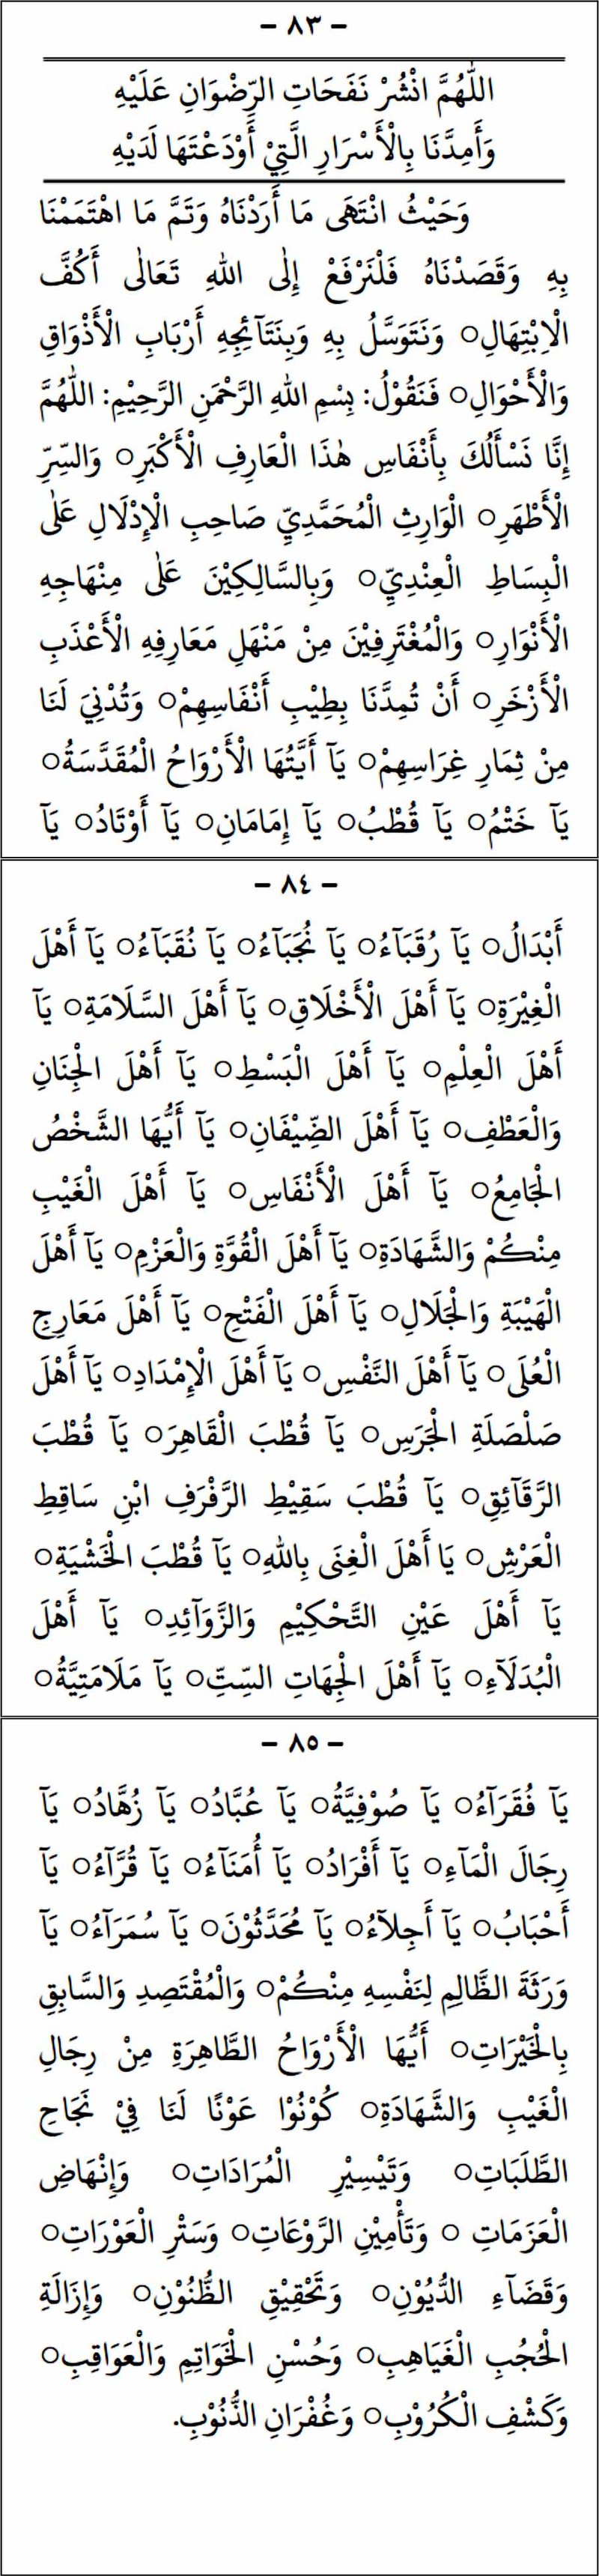 - ٨٣ -
اللّٰهُمَّ انْشُرْ نَفَحَاتِ الرِّضْوَانِ عَلَيْهِ
وَأَمِدَّنَا بِالْأَسْرَارِ الَّتِيْ أَوْدَعْتَهَا لَدَيْهِ
وَحَيْثُ انْتَهَى مَا أَرَدْنَاهُ وَتَمَّ مَا اهْتَمَمْنَا
بِهِ وَقَصَدْنَاهُ فَلْنَرْفَعْ إِلٰى اللهِ تَعَالٰى أَكُفَّ
الْاِبْتِهَالِ○ وَنَتَوَسَّلُ بِهِ وَبِنَتَآئِجِهِ أَرْبَابِ الْأَذْوَاقِ
وَالْأَحْوَالِ○ فَنَقُوْلُ: بِسْمِ اللهِ الرَّحْمَنِ الرَّحِيْمِ: اللّٰهُمَّ
إِنَّا نَسْأَلُكَ بِأَنْفَاسِ هٰذَا الْعَارِفِ الْأَكْبَرِ○ وَالسِّرِّ
الْأَطْهَرِ○ الْوَارِثِ الْمُحَمَّدِيِّ صَاحِبِ الْإِدْلَالِ عَلٰى
الْبِسَاطِ الْعِنْدِيِّ○ وَبِالسَّالِكِيْنَ عَلٰى مِنْهَاجِهِ
الْأَنْوَارِ○ وَالْمُغْتَرِفِيْنَ مِنْ مَنْهَلِ مَعَارِفِهِ الْأَعْذَبِ
الْأَزْخَرِ○ أَنْ تُمِدَّنَا بِطِيْبِ أَنْفَاسِهِمْ○ وَتُدْنِيَ لَنَا
مِنْ ثِمَارِ غِرَاسِهِمْ○ يَآ أَيَّتُهَا الْأَرْوَاحُ الْمُقَدَّسَةُ○
يَآ خَتْمُ○ يَآ قُطْبُ○ يَآ إِمَامَانِ○ يَآ أَوْتَادُ○ يَآ
- ٨٤ -
أَبْدَالُ○ يَآ رُقَبَآءُ○ يَآ نُجَبَآءُ○ يَآ نُقَبَآءُ○ يَآ أَهْلَ
الْغِيْرَةِ○ يَآ أَهْلَ الْأَخْلَاقِ○ يَآ أَهْلَ السَّلَامَةِ○ يَآ
أَهْلَ الْعِلْمِ○ يَآ أَهْلَ الْبَسْطِ○ يَآ أَهْلَ الْجِنَانِ
وَالْعَطْفِ○ يَآ أَهْلَ الضِّيْفَانِ○ يَآ أَيُّهَا الشَّخْصُ
الْجَامِعُ○ يَآ أَهْلَ الْأَنْفَاسِ○ يَآ أَهْلَ الْغَيْبِ
مِنْكُمْ وَالشَّهَادَةِ○ يَآ أَهْلَ الْقُوَّةِ وَالْعَزْمِ○ يَآ أَهْلَ
الْهَيْبَةِ وَالْجَلَالِ○ يَآ أَهْلَ الْفَتْحِ○ يَآ أَهْلَ مَعَارِجِ
الْعُلَى○ يَآ أَهْلَ النَّفْسِ○ يَآ أَهْلَ الْإِمْدَادِ○ يَآ أَهْلَ
صَلْصَلَةِ الْجَرَسِ○ يَآ قُطْبَ الْقَاهِرَ○ يَآ قُطْبَ
الرَّقَآئِقِ○ يَآ قُطْبَ سَقِيْطِ الرَّفْرَفِ ابْنِ سَاقِطِ
الْعَرْشِ○ يَا أَهْلَ الْغِنَى بِاللهِ○ يَآ قُطْبَ الْخَشْيَةِ○
يَآ أَهْلَ عَيْنِ التَّحْكِيْمِ وَالزَّوَآئِدِ○ يَآ أَهْلَ
الْبُدَلَآءِ○ يَآ أَهْلَ الْجِهَاتِ السِّتِّ○ يَآ مَلَامَتِيَّةُ○
- ٨٥ -
يَآ فُقَرَآءُ○ يَآ صُوْفِيَّةُ○ يَآ عُبَّادُ○ يَآ زُهَّادُ○ يَآ
رِجَالَ الْمَآءِ○ يَآ أَفْرَادُ○ يَآ أُمَنَآءُ○ يَآ قُرَّآءُ○ يَآ
أَحْبَابُ○ يَآ أَجِلآءُ○ يَآ مُحَدَّثُوْنَ○ يَآ سُمَرَآءُ○ يَآ
وَرَثَةَ الظَّالِمِ لِنَفْسِهِ مِنْكُمْ○ وَالْمُقْتَصِدِ وَالسَّابِقِ
بِالْخَيْرَاتِ○ أَيُّهَا الْأَرْوَاحُ الطَّاهِرَةِ مِنْ رِجَالِ
الْغَيْبِ وَالشَّهَادَةِ○ كُوْنُوْا عَوْنًا لَنَا فِيْ نَجَاحِ
الطَّلَبَاتِ○ وَتَيْسِيْرِ الْمُرَادَاتِ○ وَإِنْهَاضِ
الْعَزَمَاتِ ○ وَتَأْمِيْنِ الرَّوْعَاتِ○ وَسَتْرِ الْعَوْرَاتِ○
وَقَضَآءِ الدُّيُوْنِ○ وَتَحْقِيْقِ الظُّنُوْنِ○ وَإِزَالَةِ
الْحُجُبِ الْغَيَاهِبِ○ وَحُسْنِ الْخَوَاتِمِ وَالْعَوَاقِبِ○
وَكَشْفِ الْكُرُوْبِ○ وَغُفْرَانِ الذُّنُوْبِ.